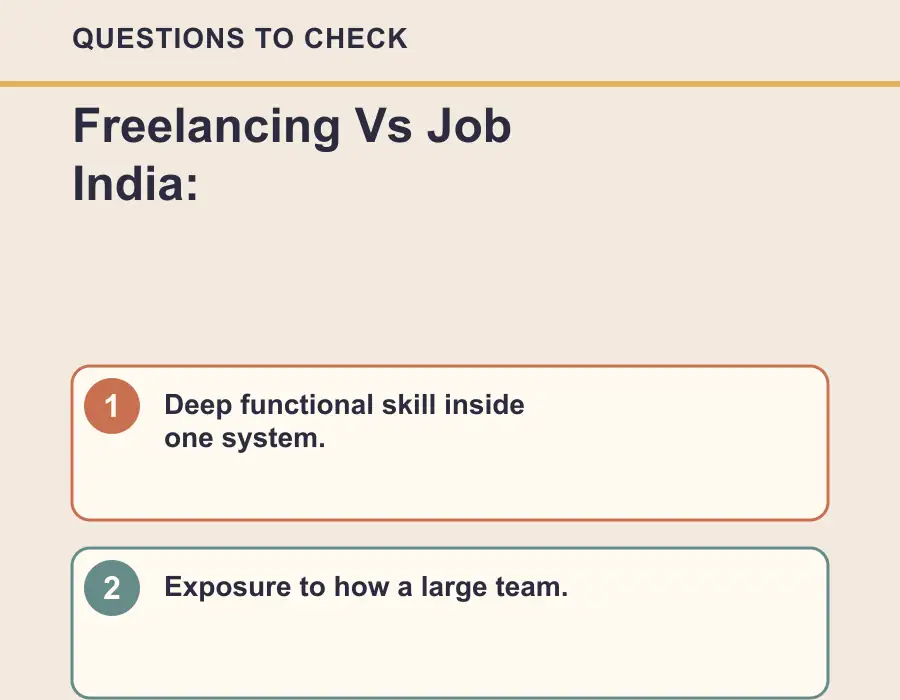 QUESTIONS TO CHECK
Freelancing Vs Job
India:
1
Deep functional skill inside
one system.
2
Exposure to how a large team.